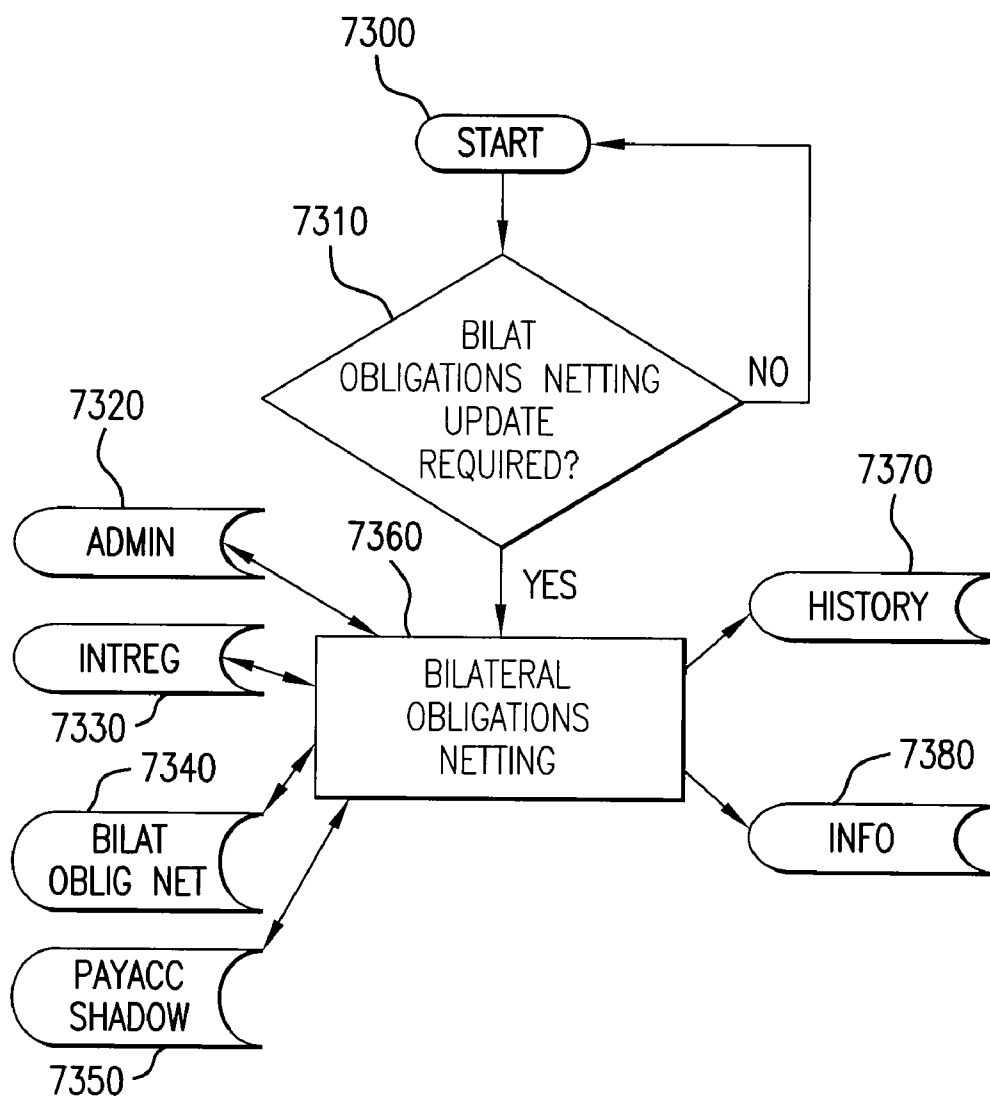 7300
START
7310
BILAT
OBLIGATIONS NETTING
UPDATE
REQUIRED?
NO
YES
7320
ADMIN
INTREG
7330
7340
BILAT
OBLIG NET
PAYACC
SHADOW
7350
7360
BILATERAL
OBLIGATIONS
NETTING
7370
HISTORY
7380
INFO